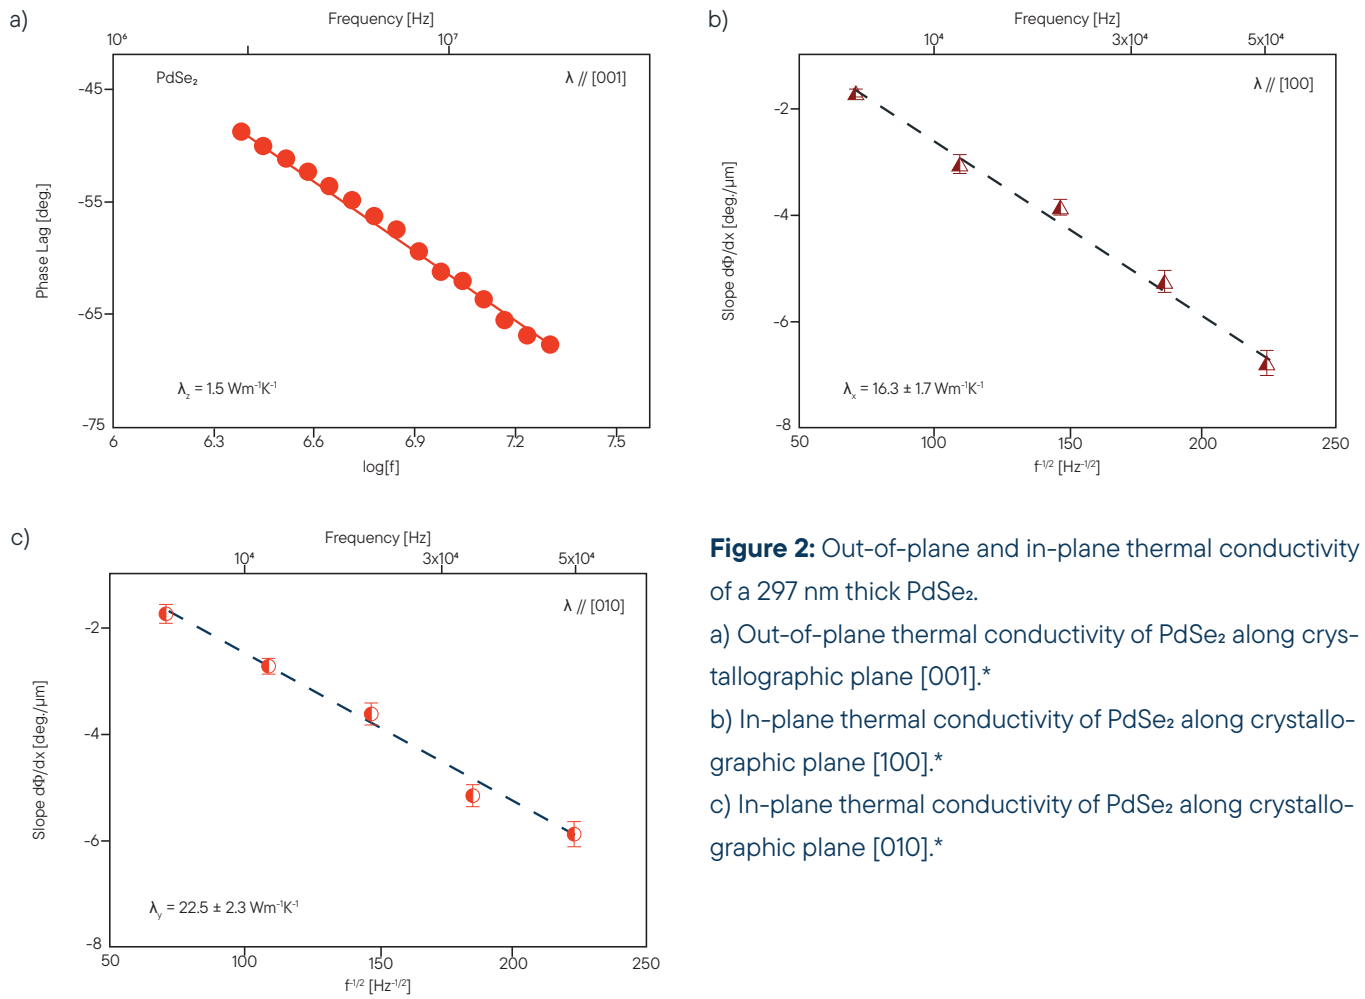 a)
Frequency [Hz]
10⁶
10⁷
PdSe₂
λ // [001]
-45
-55
-65
-75
Phase Lag [deg.]
λz = 1.5 Wm⁻¹K⁻¹
6
6.3
6.6
6.9
7.2
7.5
log[f]
b)
Frequency [Hz]
10⁴
3x10⁴
5x10⁴
λ // [100]
-2
-4
-6
-8
Slope dΦ/dx [deg./µm]
λx = 16.3 ± 1.7 Wm⁻¹K⁻¹
50
100
150
200
250
f⁻¹/² [Hz⁻¹/²]
c)
Frequency [Hz]
10⁴
3x10⁴
5x10⁴
λ // [010]
-2
-4
-6
-8
Slope dΦ/dx [deg./µm]
λy = 22.5 ± 2.3 Wm⁻¹K⁻¹
50
100
150
200
250
f⁻¹/² [Hz⁻¹/²]
Figure 2: Out-of-plane and in-plane thermal conductivity
of a 297 nm thick PdSe₂.
a) Out-of-plane thermal conductivity of PdSe₂ along crys-
tallographic plane [001].*
b) In-plane thermal conductivity of PdSe₂ along crystallo-
graphic plane [100].*
c) In-plane thermal conductivity of PdSe₂ along crystallo-
graphic plane [010].*